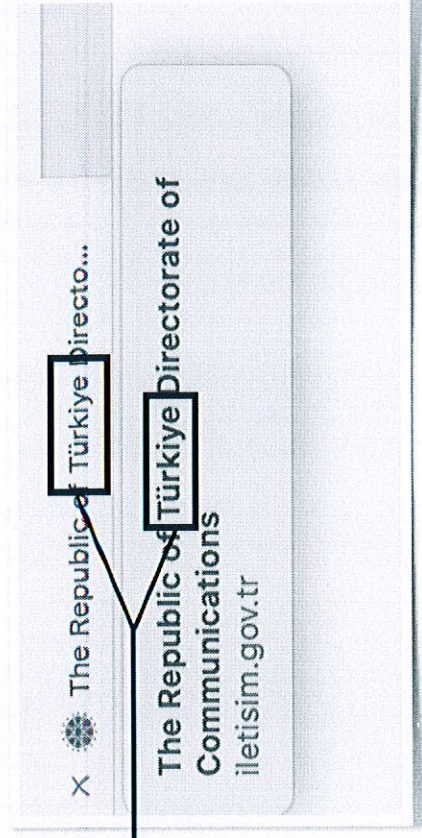 The Republic of Türkiye Directo...
The Republic of Türkiye Directorate of
Communications
iletisim.gov.tr